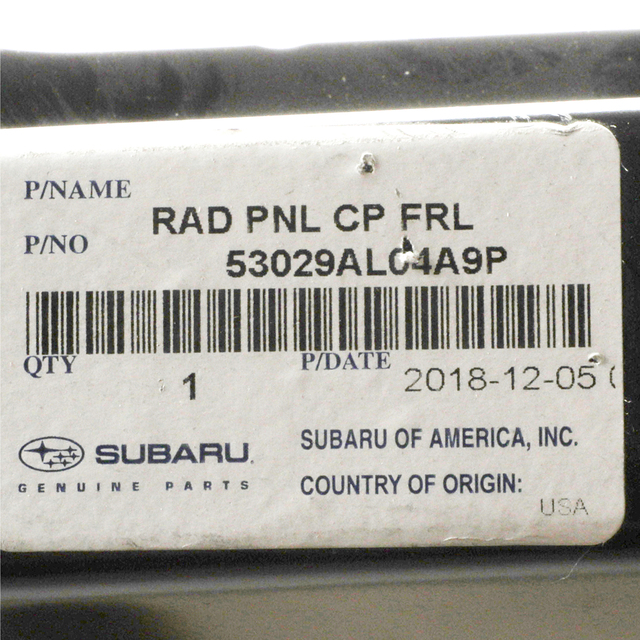 P/NAME
RAD PNL CP FRL
P/NO
53029AL04A9P
QTY
1
P/DATE
2018-12-05
SUBARU
GENUINE PARTS
SUBARU OF AMERICA, INC.
COUNTRY OF ORIGIN:
USA